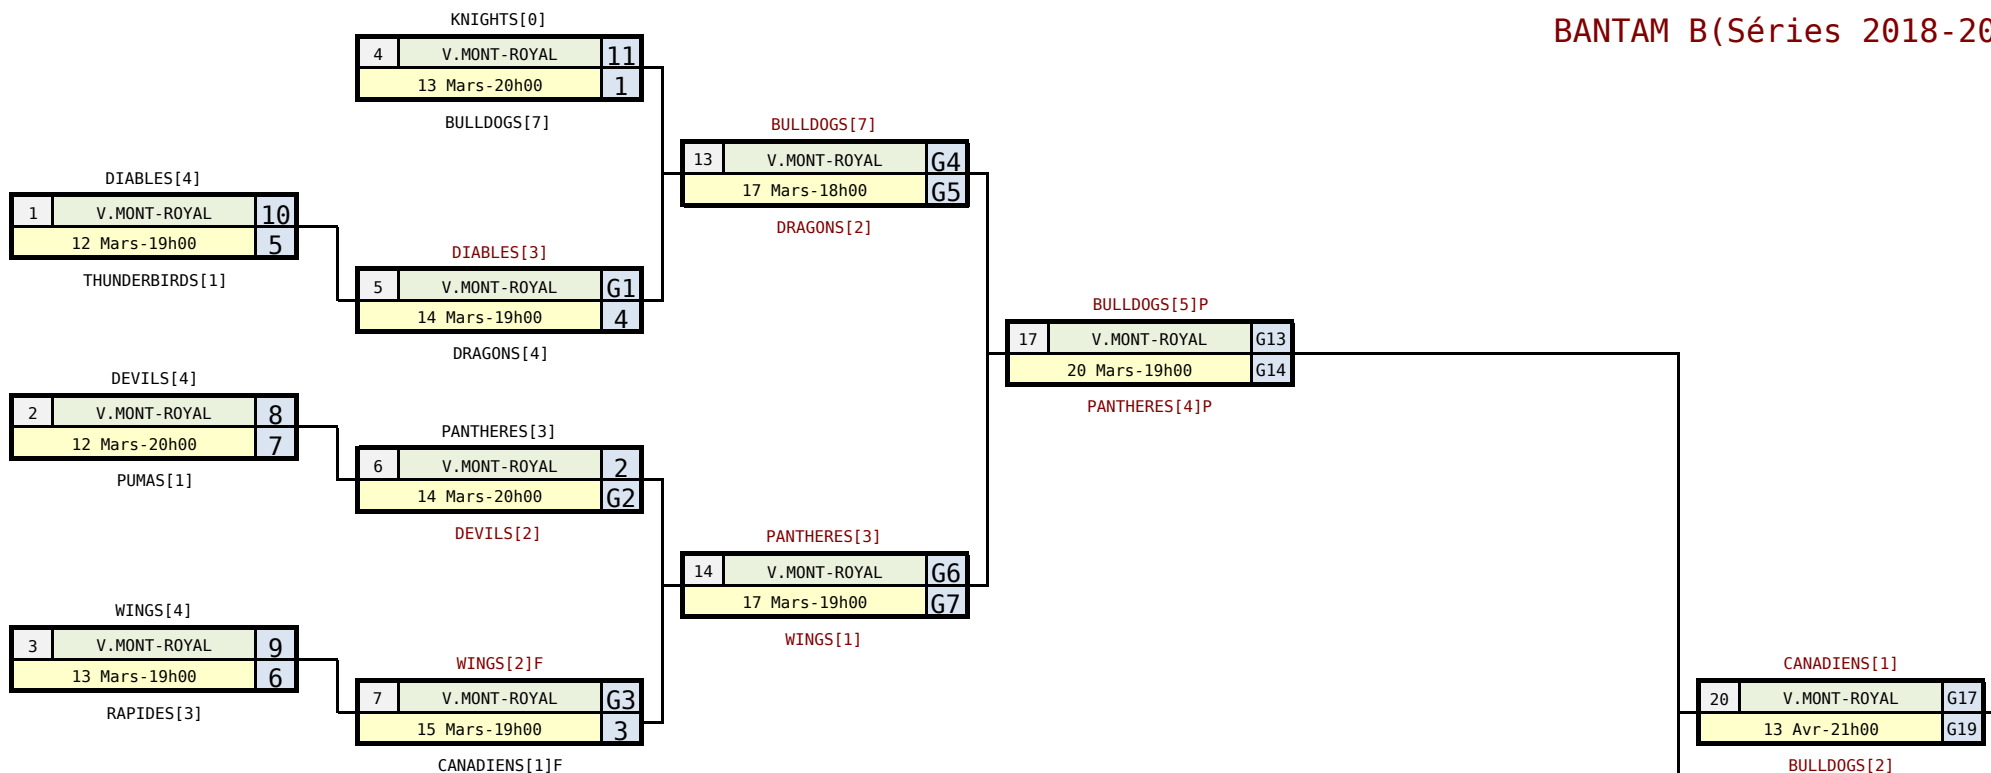 BANTAM B(Séries 2018-20
KNIGHTS[0]
4 V.MONT-ROYAL 11
13 Mars-20h00 1
BULLDOGS[7]
DIABLES[4]
1 V.MONT-ROYAL 10
12 Mars-19h00 5
THUNDERBIRDS[1]
DIABLES[3]
5 V.MONT-ROYAL G1
14 Mars-19h00 4
DRAGONS[4]
BULLDOGS[7]
13 V.MONT-ROYAL G4
17 Mars-18h00 G5
DRAGONS[2]
DEVILS[4]
2 V.MONT-ROYAL 8
12 Mars-20h00 7
PUMAS[1]
PANTHERES[3]
6 V.MONT-ROYAL 2
14 Mars-20h00 G2
DEVILS[2]
WINGS[4]
3 V.MONT-ROYAL 9
13 Mars-19h00 6
RAPIDES[3]
WINGS[2]F
7 V.MONT-ROYAL G3
15 Mars-19h00 3
CANADIENS[1]F
PANTHERES[3]
14 V.MONT-ROYAL G6
17 Mars-19h00 G7
WINGS[1]
BULLDOGS[5]P
17 V.MONT-ROYAL G13
20 Mars-19h00 G14
PANTHERES[4]P
CANADIENS[1]
20 V.MONT-ROYAL G17
13 Avr-21h00 G19
BULLDOGS[2]